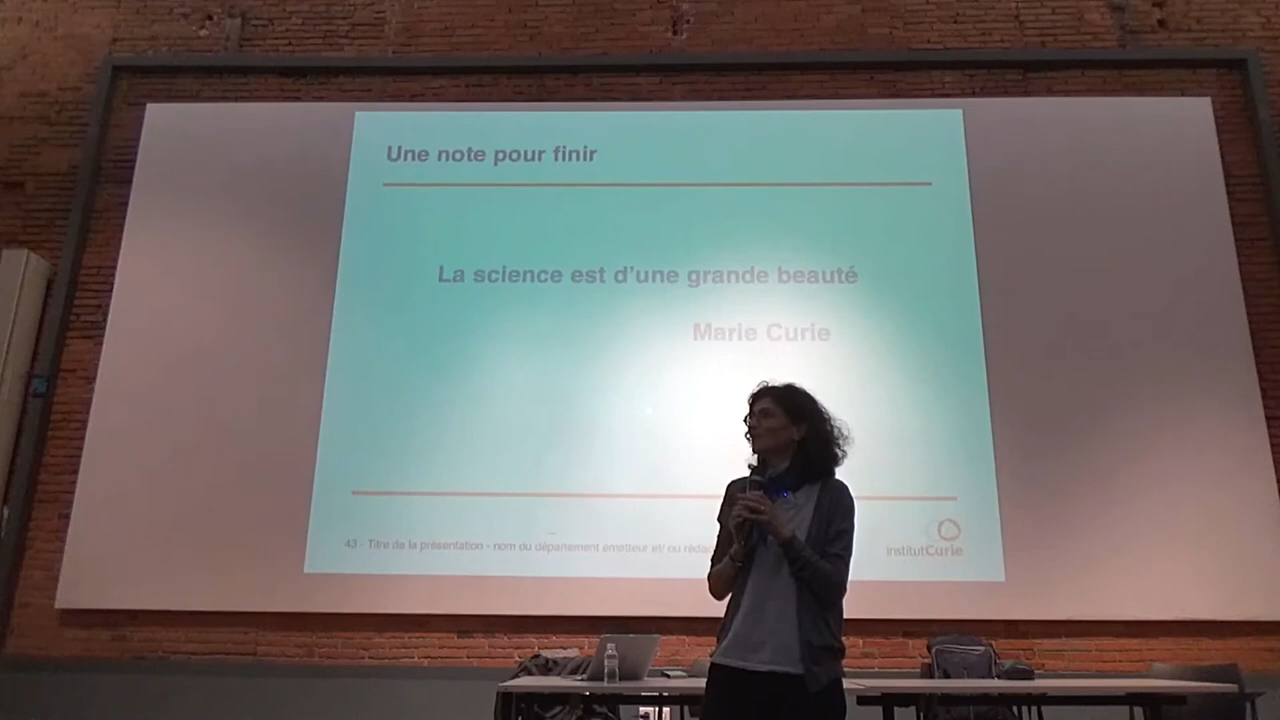 Une note pour finir
La science est d'une grande beauté
Marie Curie
43 - Titre de la présentation - nom du département émetteur et/ ou rédac
institutCurie